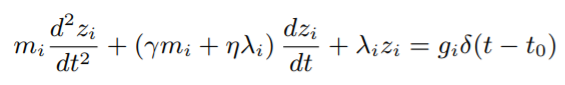 $m_i \frac{d^2 z_i}{dt^2} + (\gamma m_i + \eta \lambda_i) \frac{dz_i}{dt} + \lambda_i z_i = g_i \delta(t - t_0)$